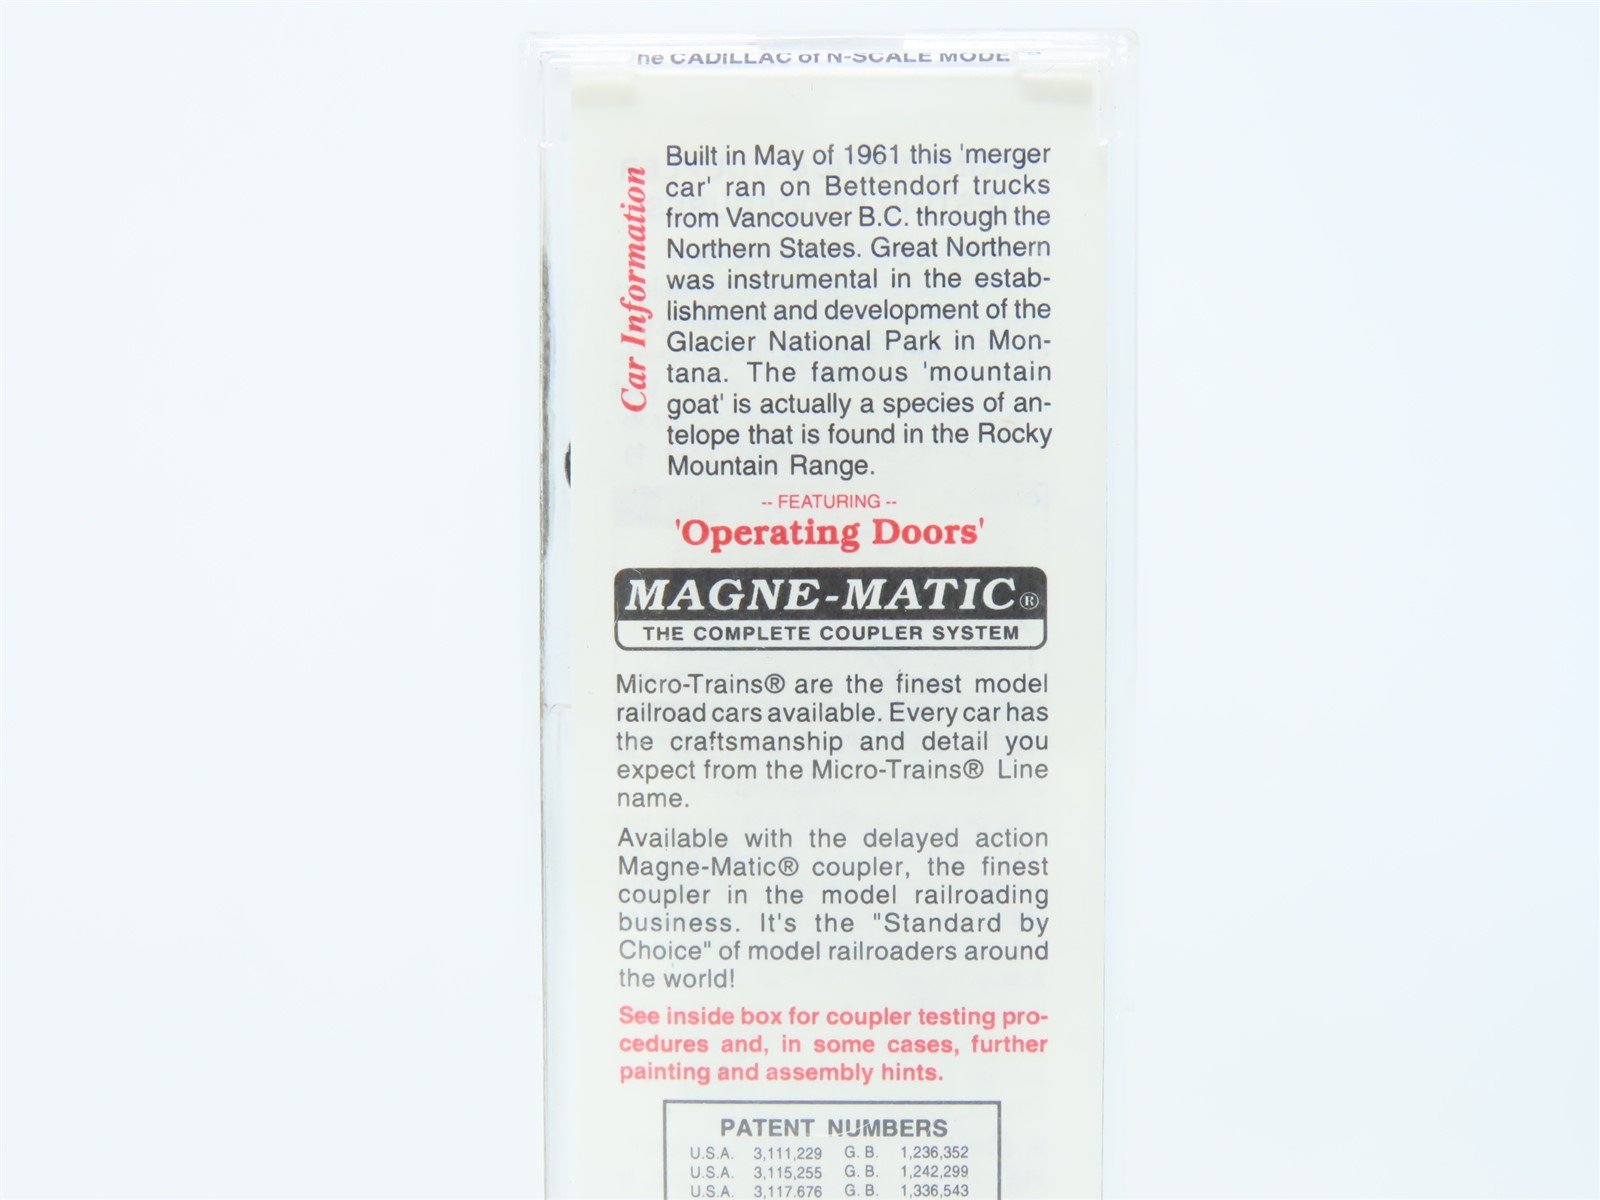 he CADILLAC of N-SCALE MODE
Car Information
Built in May of 1961 this 'merger
car' ran on Bettendorf trucks
from Vancouver B.C. through the
Northern States. Great Northern
was instrumental in the estab-
lishment and development of the
Glacier National Park in Mon-
tana. The famous 'mountain
goat' is actually a species of an-
telope that is found in the Rocky
Mountain Range.
-- FEATURING --
'Operating Doors'
MAGNE-MATIC®
THE COMPLETE COUPLER SYSTEM
Micro-Trains® are the finest model
railroad cars available. Every car has
the craftsmanship and detail you
expect from the Micro-Trains® Line
name.
Available with the delayed action
Magne-Matic® coupler, the finest
coupler in the model railroading
business. It's the "Standard by
Choice" of model railroaders around
the world!
See inside box for coupler testing pro-
cedures and, in some cases, further
painting and assembly hints.
PATENT NUMBERS
U.S.A. 3,111,229 G.B. 1,236,352
U.S.A. 3,115,255 G.B. 1,242,299
U.S.A. 3,117,676 G.B. 1,336,543